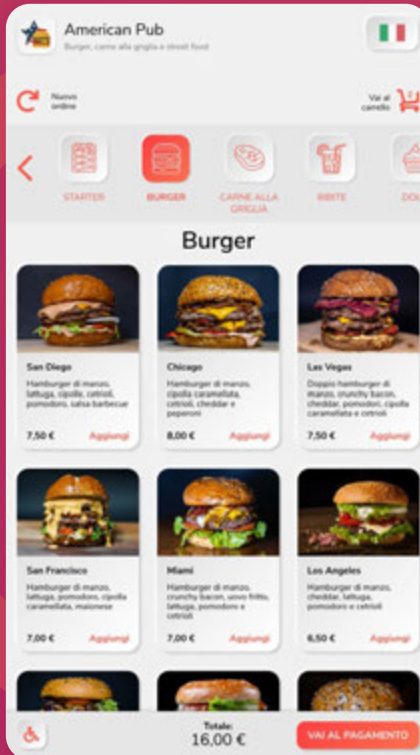 American Pub
Burger, carne alla griglia e street food
Nuovo
ordine
Vai al
carrello
STARTER
BURGER
CARNE ALLA
GRIGLIA
BIBITE
DOL
Burger
San Diego
Hamburger di manzo,
lattuga, cipolle, cetrioli,
pomodoro, salsa barbecue
7,50 €
Aggiungi
Chicago
Hamburger di manzo,
cipolla caramellata,
cetrioli, cheddar e
peperoni
8,00 €
Aggiungi
Las Vegas
Doppio hamburger di
manzo, crunchy bacon,
cheddar, pomodori, cipolla
caramellata e cetrioli
7,50 €
Aggiungi
San Francisco
Hamburger di manzo,
lattuga, pomodoro, cipolla
caramellata, maionese
7,00 €
Aggiungi
Miami
Hamburger di manzo,
crunchy bacon, uovo fritto,
lattuga, pomodoro e
cetrioli
7,00 €
Aggiungi
Los Angeles
Hamburger di manzo,
cheddar, lattuga,
pomodoro e cetrioli
6,50 €
Aggiungi
Totale:
16,00 €
VAI AL PAGAMENTO